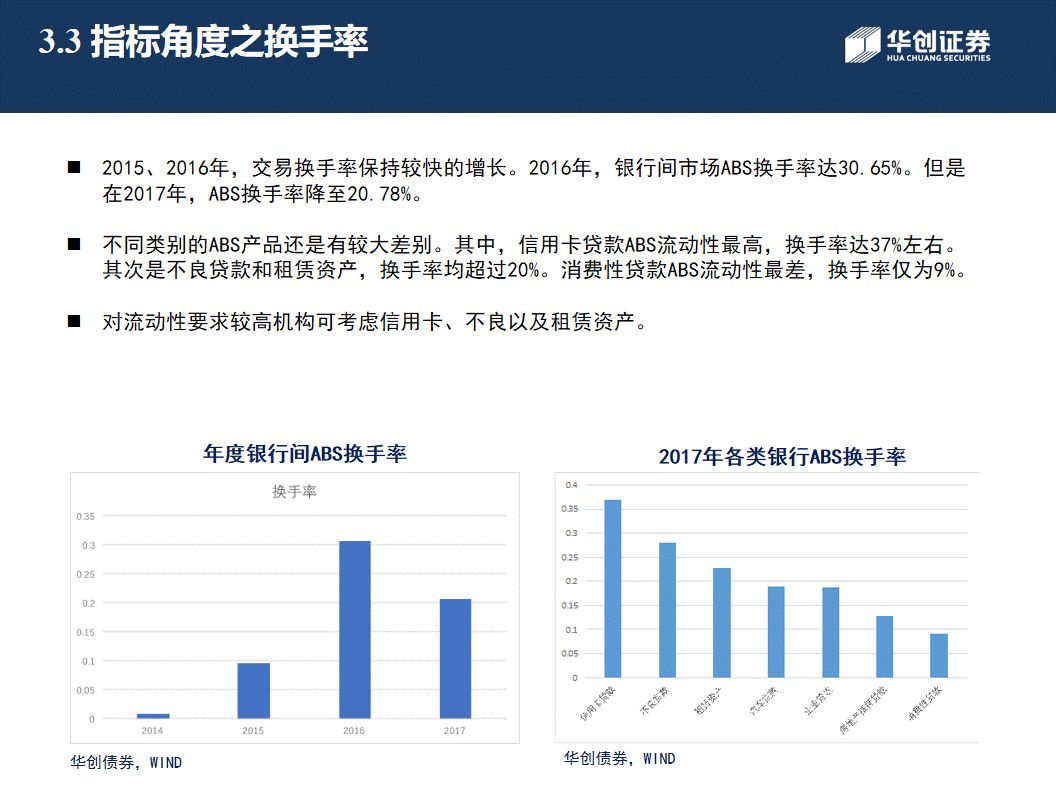 3.3 指标角度之换手率
华创证券
HUA CHUANG SECURITIES
■ 2015、2016年，交易换手率保持较快的增长。2016年，银行间市场ABS换手率达30.65%。但是
在2017年，ABS换手率降至20.78%。
■ 不同类别的ABS产品还是有较大差别。其中，信用卡贷款ABS流动性最高，换手率达37%左右。
其次是不良贷款和租赁资产，换手率均超过20%。消费性贷款ABS流动性最差，换手率仅为9%。
■ 对流动性要求较高机构可考虑信用卡、不良以及租赁资产。
年度银行间ABS换手率
换手率
0.35
0.3
0.25
0.2
0.15
0.1
0.05
0
2014 2015 2016 2017
华创债券，WIND
2017年各类银行ABS换手率
0.4
0.35
0.3
0.25
0.2
0.15
0.1
0.05
0
信用卡贷款 不良贷款 租赁资产 汽车贷款 企业贷款 房地产抵押贷款 消费性贷款
华创债券，WIND